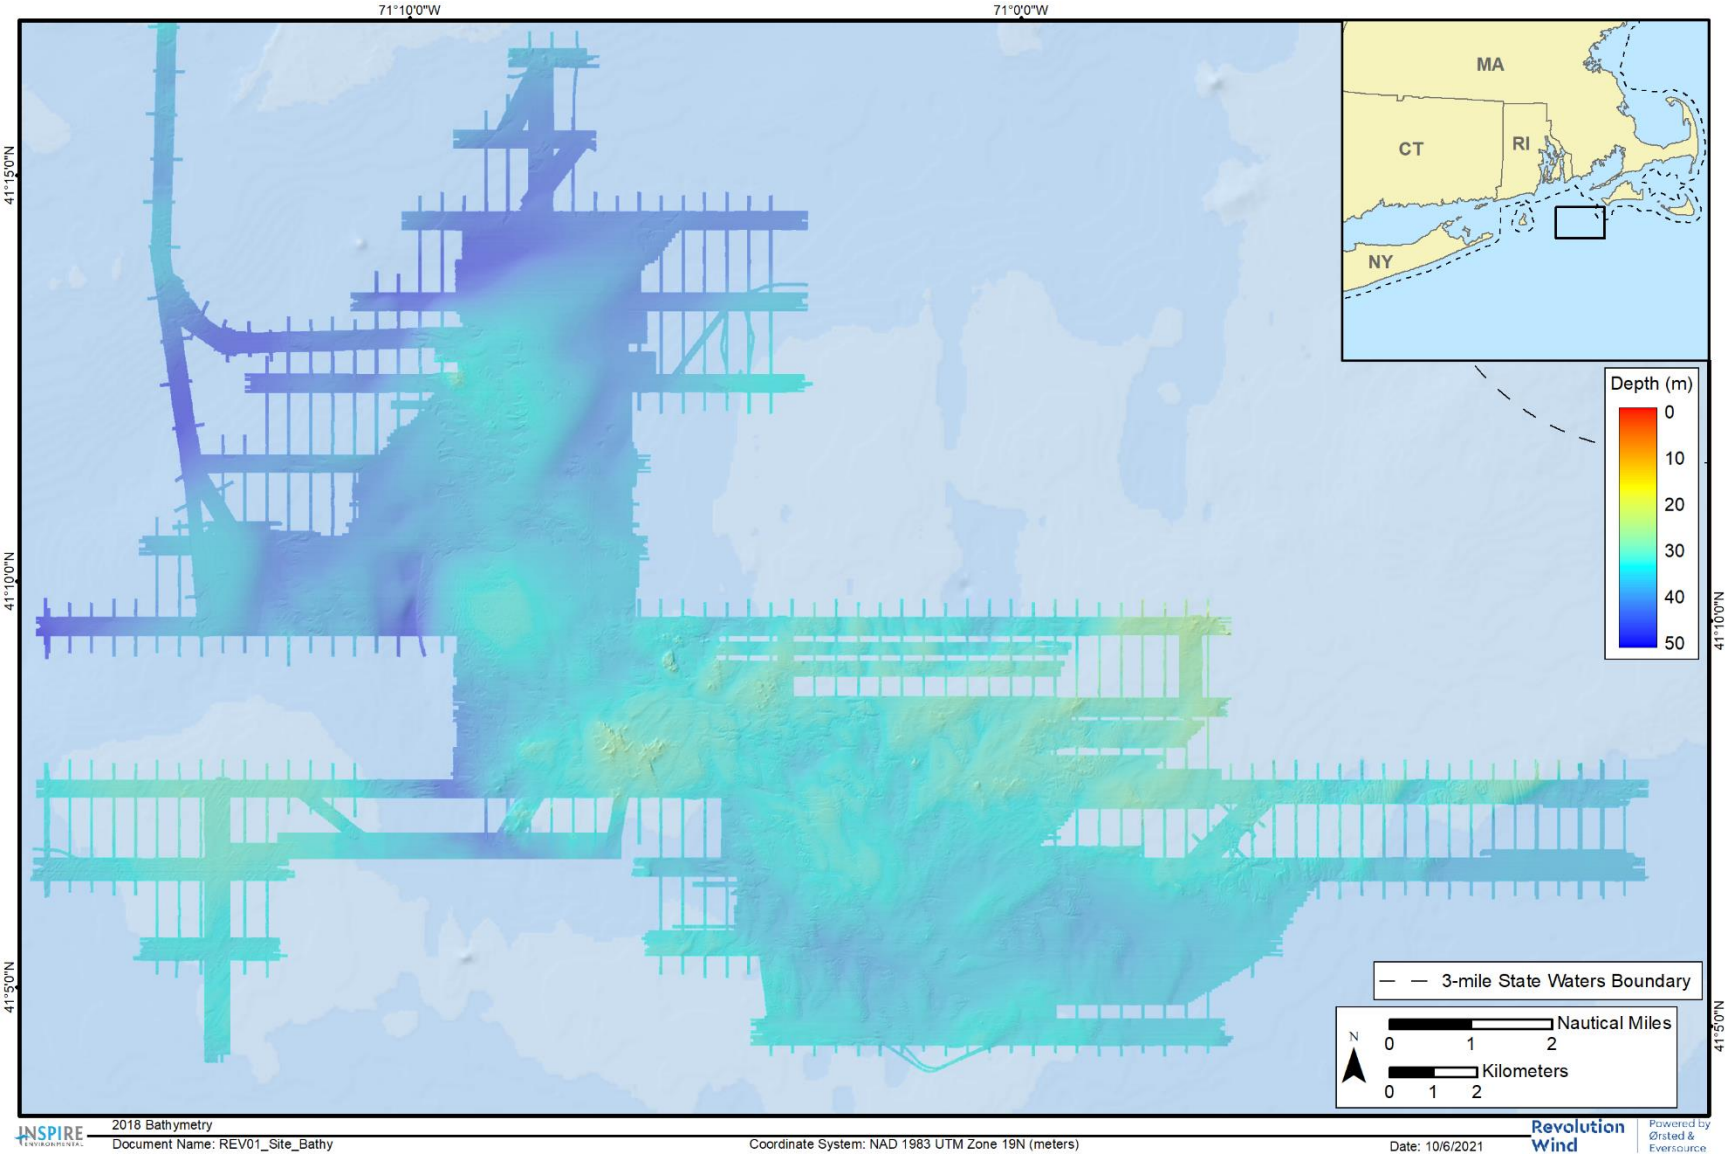 71°10'0"W
71°0'0"W
MA
CT
RI
NY
41°15'0"N
41°10'0"N
41°5'0"N
41°10'0"N
41°5'0"N
Depth (m)
0
10
20
30
40
50
3-mile State Waters Boundary
N
Nautical Miles
0 1 2
Kilometers
0 1 2
INSPIRE
ENVIRONMENTAL
2018 Bathymetry
Document Name: REV01_Site_Bathy
Coordinate System: NAD 1983 UTM Zone 19N (meters)
Date: 10/6/2021
Revolution
Wind
Powered by
Ørsted &
Eversource